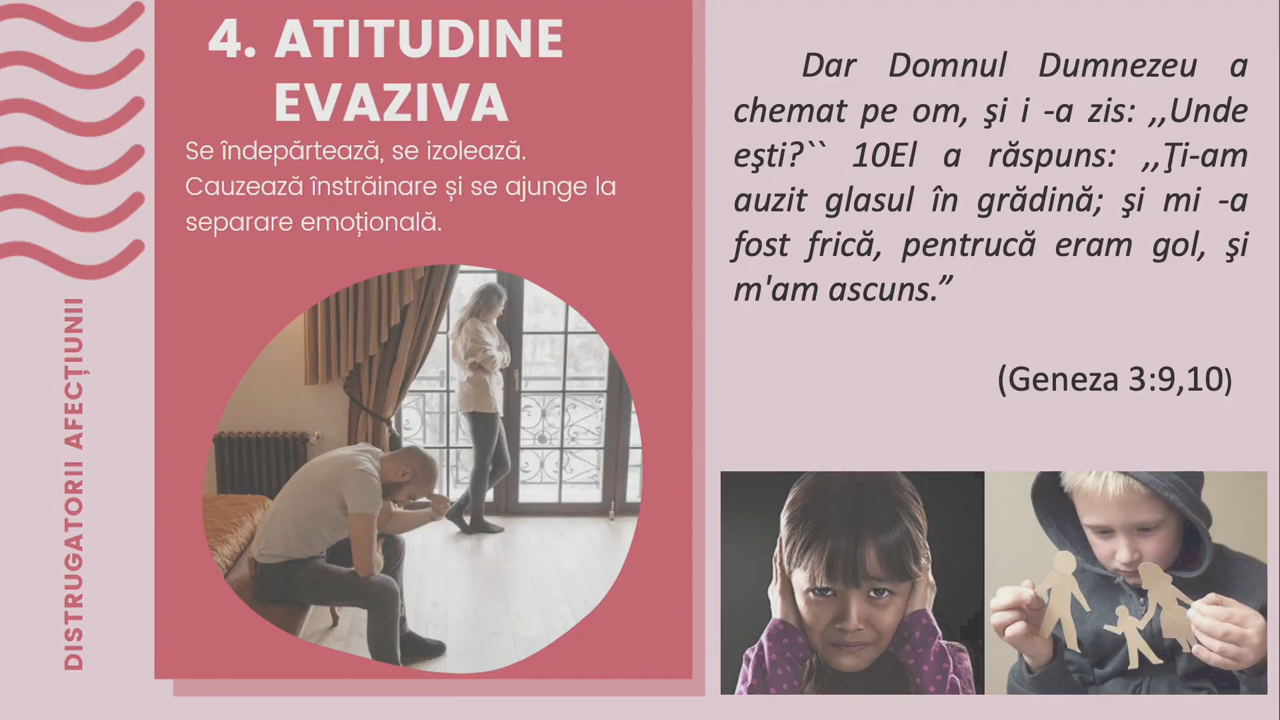 4. ATITUDINE
EVAZIVA
Se îndepărtează, se izolează.
Cauzează înstrăinare și se ajunge la
separare emoțională.
DISTRUGATORII AFECȚIUNII
Dar Domnul Dumnezeu a
chemat pe om, şi i -a zis: ,,Unde
eşti?`` 10El a răspuns: ,,Ţi-am
auzit glasul în grădină; şi mi -a
fost frică, pentrucă eram gol, şi
m'am ascuns.”
(Geneza 3:9,10)